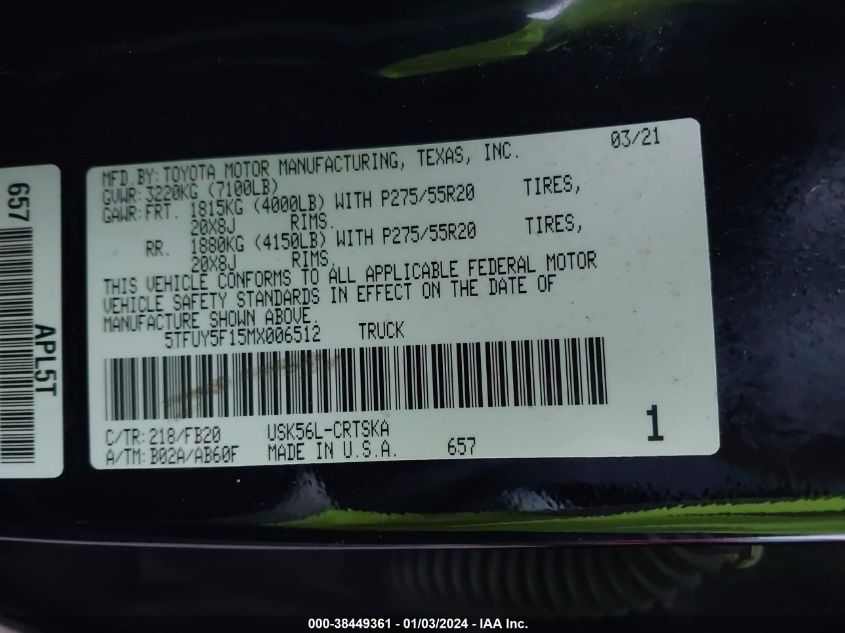 657
APL5T
MFD.BY:TOYOTA MOTOR MANUFACTURING, TEXAS, INC. 03/21
GVWR: 3220KG (7100LB)
GAWR: FRT. 1815KG (4000LB) WITH P275/55R20 TIRES,
20X8J RIMS.
RR. 1880KG (4150LB) WITH P275/55R20 TIRES,
20X8J RIMS.
THIS VEHICLE CONFORMS TO ALL APPLICABLE FEDERAL MOTOR
VEHICLE SAFETY STANDARDS IN EFFECT ON THE DATE OF
MANUFACTURE SHOWN ABOVE
5TFUY5F15MX006512 TRUCK
C/TR: 218/FB20 USK56L-CRTSKA
A/TM: B02A/AB60F MADE IN U.S.A. 657
1
000-38449361 - 01/03/2024 - IAA Inc.